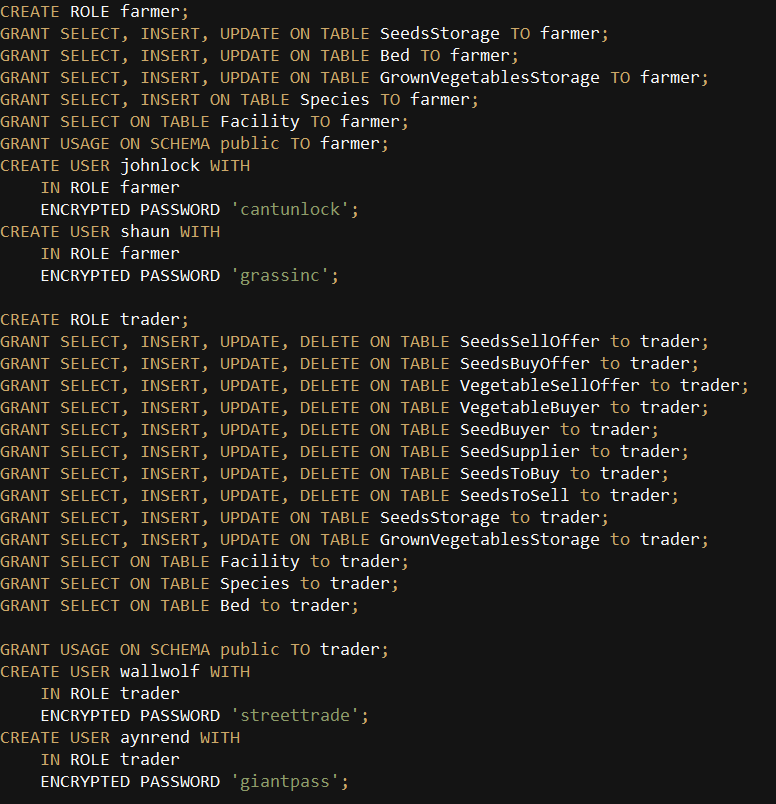 CREATE ROLE farmer;
GRANT SELECT, INSERT, UPDATE ON TABLE SeedsStorage TO farmer;
GRANT SELECT, INSERT, UPDATE ON TABLE Bed TO farmer;
GRANT SELECT, INSERT, UPDATE ON TABLE GrownVegetablesStorage TO farmer;
GRANT SELECT, INSERT ON TABLE Species TO farmer;
GRANT SELECT ON TABLE Facility TO farmer;
GRANT USAGE ON SCHEMA public TO farmer;
CREATE USER johnlock WITH
    IN ROLE farmer
    ENCRYPTED PASSWORD 'cantunlock';
CREATE USER shaun WITH
    IN ROLE farmer
    ENCRYPTED PASSWORD 'grassinc';

CREATE ROLE trader;
GRANT SELECT, INSERT, UPDATE, DELETE ON TABLE SeedsSellOffer to trader;
GRANT SELECT, INSERT, UPDATE, DELETE ON TABLE SeedsBuyOffer to trader;
GRANT SELECT, INSERT, UPDATE, DELETE ON TABLE VegetableSellOffer to trader;
GRANT SELECT, INSERT, UPDATE, DELETE ON TABLE VegetableBuyer to trader;
GRANT SELECT, INSERT, UPDATE, DELETE ON TABLE SeedBuyer to trader;
GRANT SELECT, INSERT, UPDATE, DELETE ON TABLE SeedSupplier to trader;
GRANT SELECT, INSERT, UPDATE, DELETE ON TABLE SeedsToBuy to trader;
GRANT SELECT, INSERT, UPDATE, DELETE ON TABLE SeedsToSell to trader;
GRANT SELECT, INSERT, UPDATE ON TABLE SeedsStorage to trader;
GRANT SELECT, INSERT, UPDATE ON TABLE GrownVegetablesStorage to trader;
GRANT SELECT ON TABLE Facility to trader;
GRANT SELECT ON TABLE Species to trader;
GRANT SELECT ON TABLE Bed to trader;

GRANT USAGE ON SCHEMA public TO trader;
CREATE USER wallwolf WITH
    IN ROLE trader
    ENCRYPTED PASSWORD 'streettrade';
CREATE USER aynrend WITH
    IN ROLE trader
    ENCRYPTED PASSWORD 'giantpass';